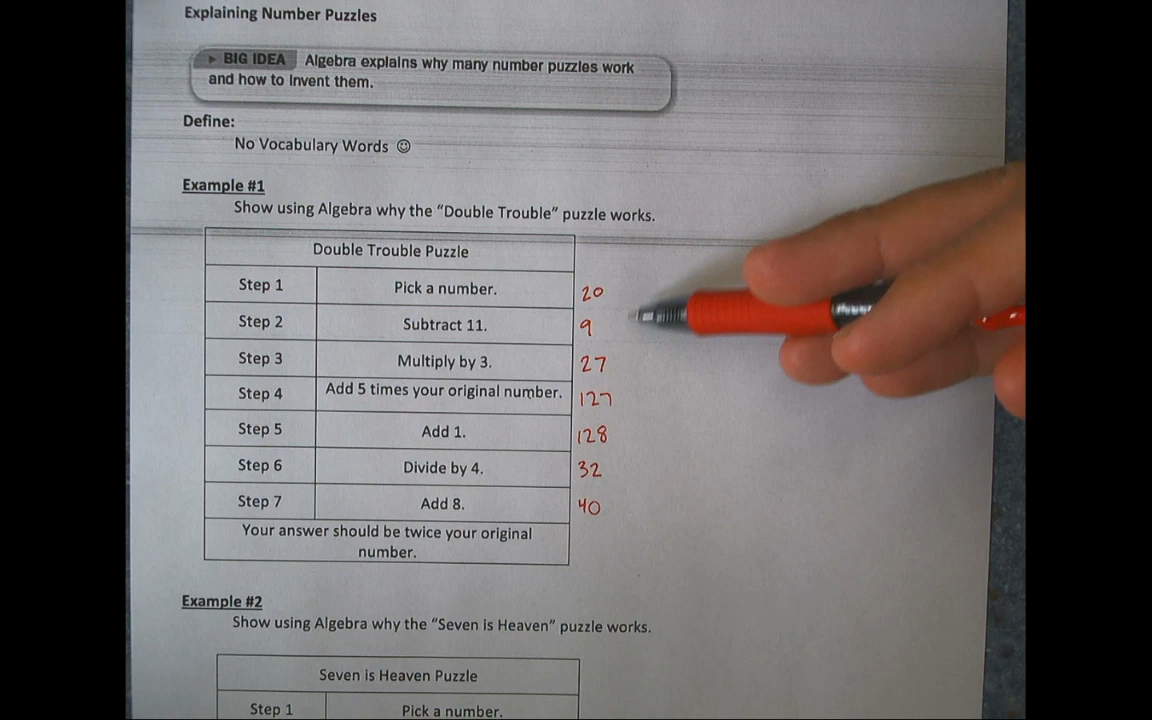 Explaining Number Puzzles
BIG IDEA Algebra explains why many number puzzles work
and how to invent them.
Define:
No Vocabulary Words ☺
Example #1
Show using Algebra why the “Double Trouble” puzzle works.
Double Trouble Puzzle
Step 1 Pick a number. 20
Step 2 Subtract 11. 9
Step 3 Multiply by 3. 27
Step 4 Add 5 times your original number. 127
Step 5 Add 1. 128
Step 6 Divide by 4. 32
Step 7 Add 8. 40
Your answer should be twice your original
number.
Example #2
Show using Algebra why the “Seven is Heaven” puzzle works.
Seven is Heaven Puzzle
Step 1 Pick a number.